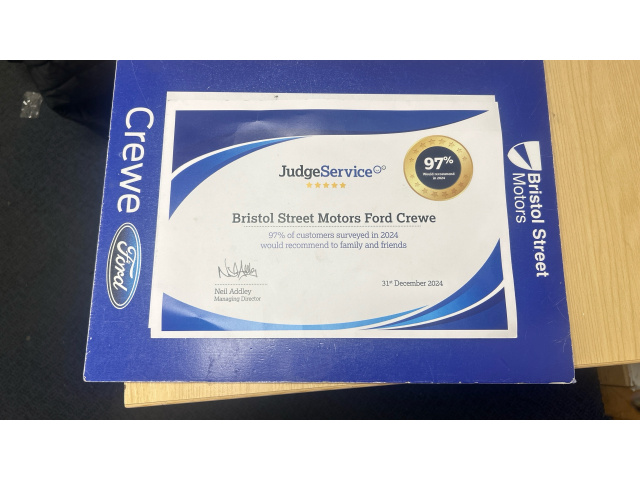 Crewe
Ford
JudgeService
97%
Would recommend
in 2024
Bristol Street Motors Ford Crewe
97% of customers surveyed in 2024
would recommend to family and friends
Neil Addley
Managing Director
31st December 2024
Bristol Street
Motors